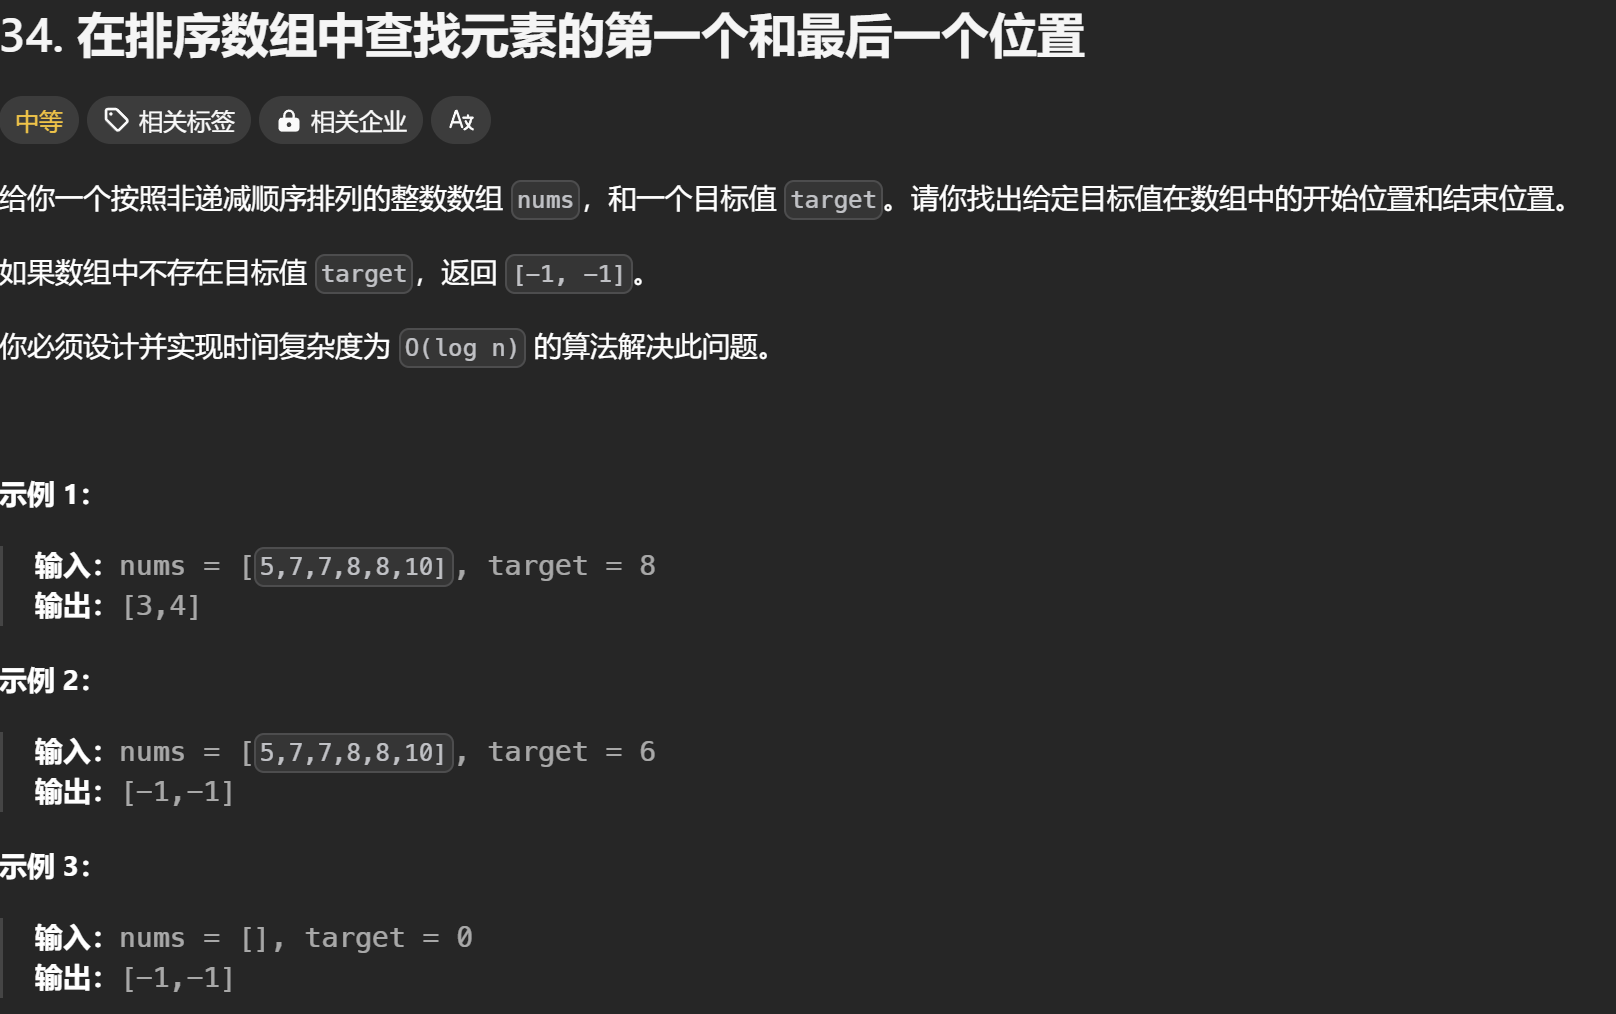 34. 在排序数组中查找元素的第一个和最后一个位置
中等 相关标签 相关企业
给你一个按照非递减顺序排列的整数数组 nums，和一个目标值 target。请你找出给定目标值在数组中的开始位置和结束位置。
如果数组中不存在目标值 target，返回 [-1, -1]。
你必须设计并实现时间复杂度为 O(log n) 的算法解决此问题。
示例 1：
输入：nums = [5,7,7,8,8,10], target = 8
输出：[3,4]
示例 2：
输入：nums = [5,7,7,8,8,10], target = 6
输出：[-1,-1]
示例 3：
输入：nums = [], target = 0
输出：[-1,-1]